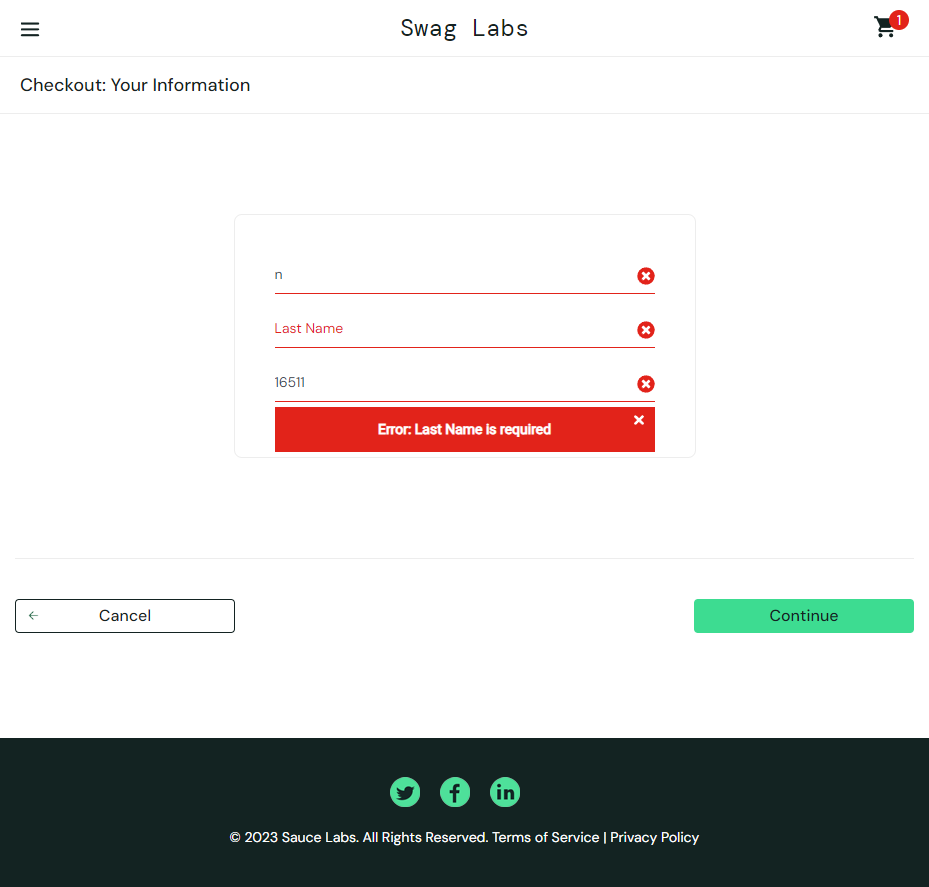 Swag Labs
1
Checkout: Your Information
n
Last Name
16511
Error: Last Name is required
Cancel
Continue
© 2023 Sauce Labs. All Rights Reserved. Terms of Service | Privacy Policy